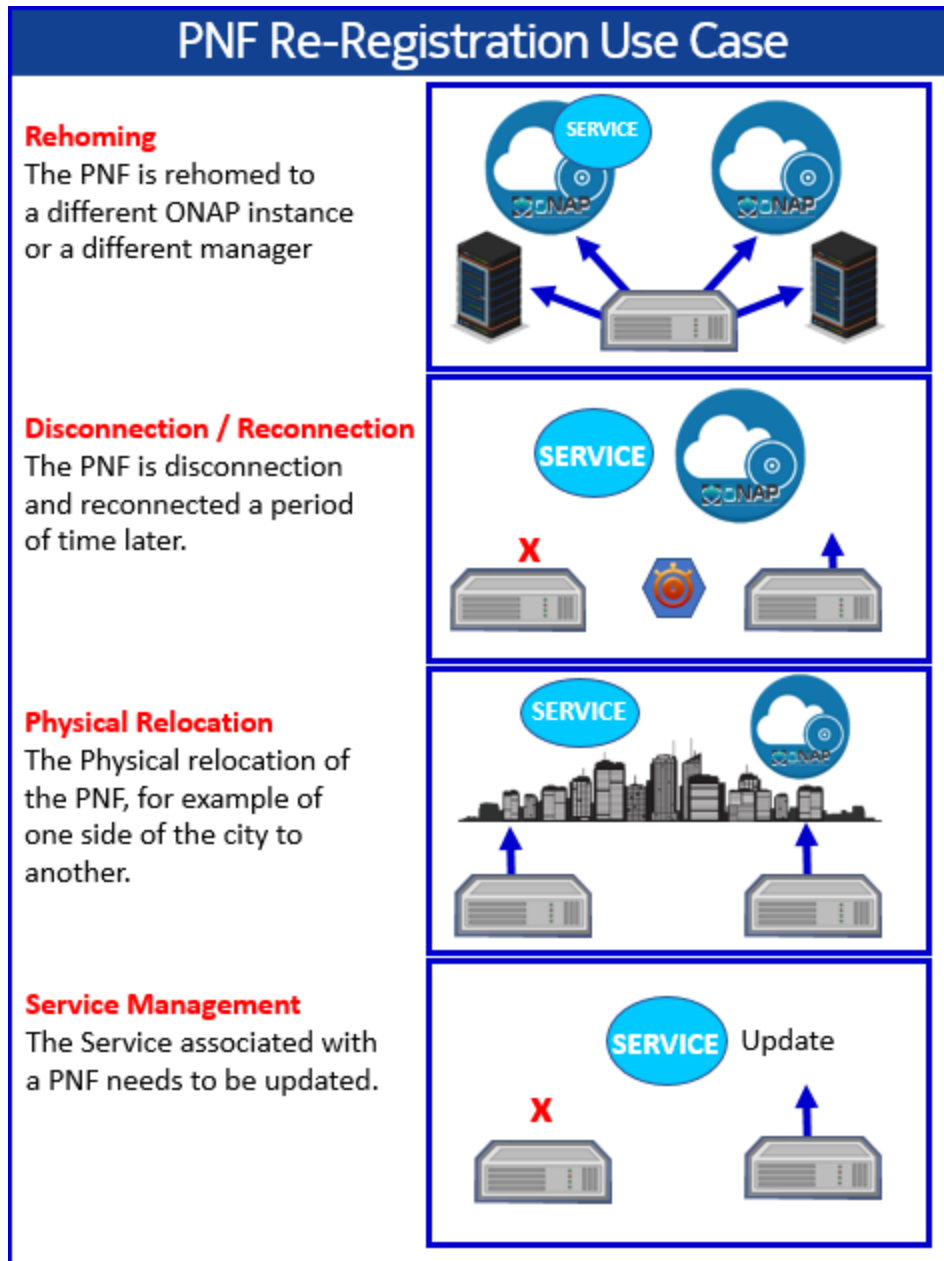 PNF Re-Registration Use Case
Rehoming
The PNF is rehomed to
a different ONAP instance
or a different manager
SERVICE
ONAP
ONAP
Disconnection / Reconnection
The PNF is disconnection
and reconnected a period
of time later.
SERVICE
ONAP
X
Physical Relocation
The Physical relocation of
the PNF, for example of
one side of the city to
another.
SERVICE
ONAP
Service Management
The Service associated with
a PNF needs to be updated.
SERVICE Update
X